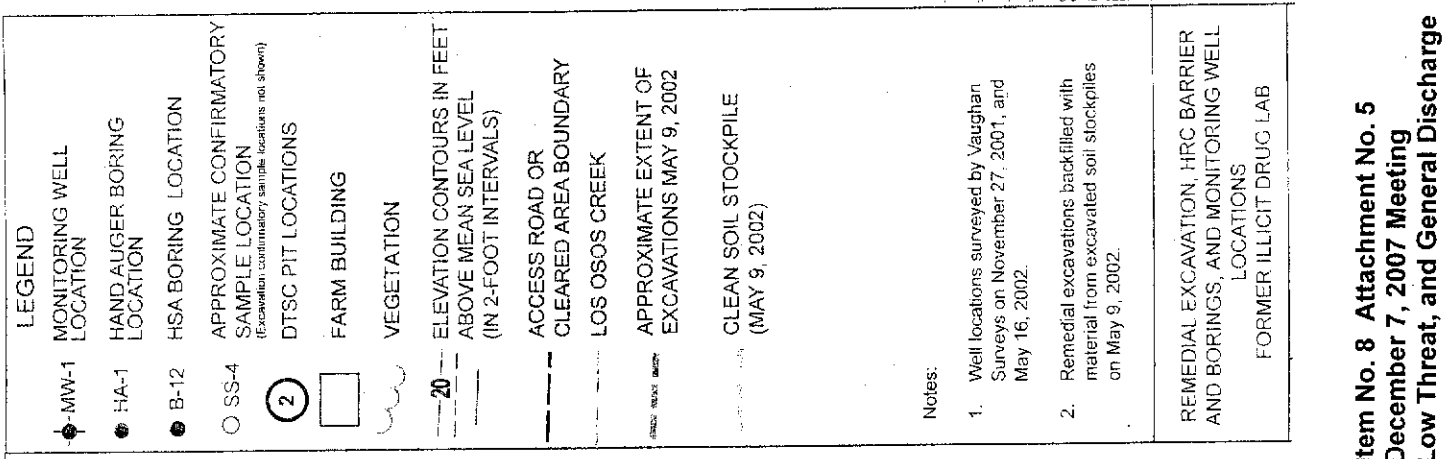 LEGEND
MW-1 MONITORING WELL
LOCATION
HA-1 HAND AUGER BORING
LOCATION
B-12 HSA BORING LOCATION
SS-4 APPROXIMATE CONFIRMATORY
SAMPLE LOCATION
(Excavation confirmatory sample locations not shown)
2 DTSC PIT LOCATIONS
FARM BUILDING
VEGETATION
20 ELEVATION CONTOURS IN FEET
ABOVE MEAN SEA LEVEL
(IN 2-FOOT INTERVALS)
ACCESS ROAD OR
CLEARED AREA BOUNDARY
LOS OSOS CREEK
APPROXIMATE EXTENT OF
EXCAVATIONS MAY 9, 2002
CLEAN SOIL STOCKPILE
(MAY 9, 2002)
Notes:
1. Well locations surveyed by Vaughan
Surveys on November 27, 2001, and
May 16, 2002.
2. Remedial excavations backfilled with
material from excavated soil stockpiles
on May 9, 2002.
REMEDIAL EXCAVATION, HRC BARRIER
AND BORINGS, AND MONITORING WELL
LOCATIONS
FORMER ILLICIT DRUG LAB
Item No. 8 Attachment No. 5
December 7, 2007 Meeting
Low Threat, and General Discharge